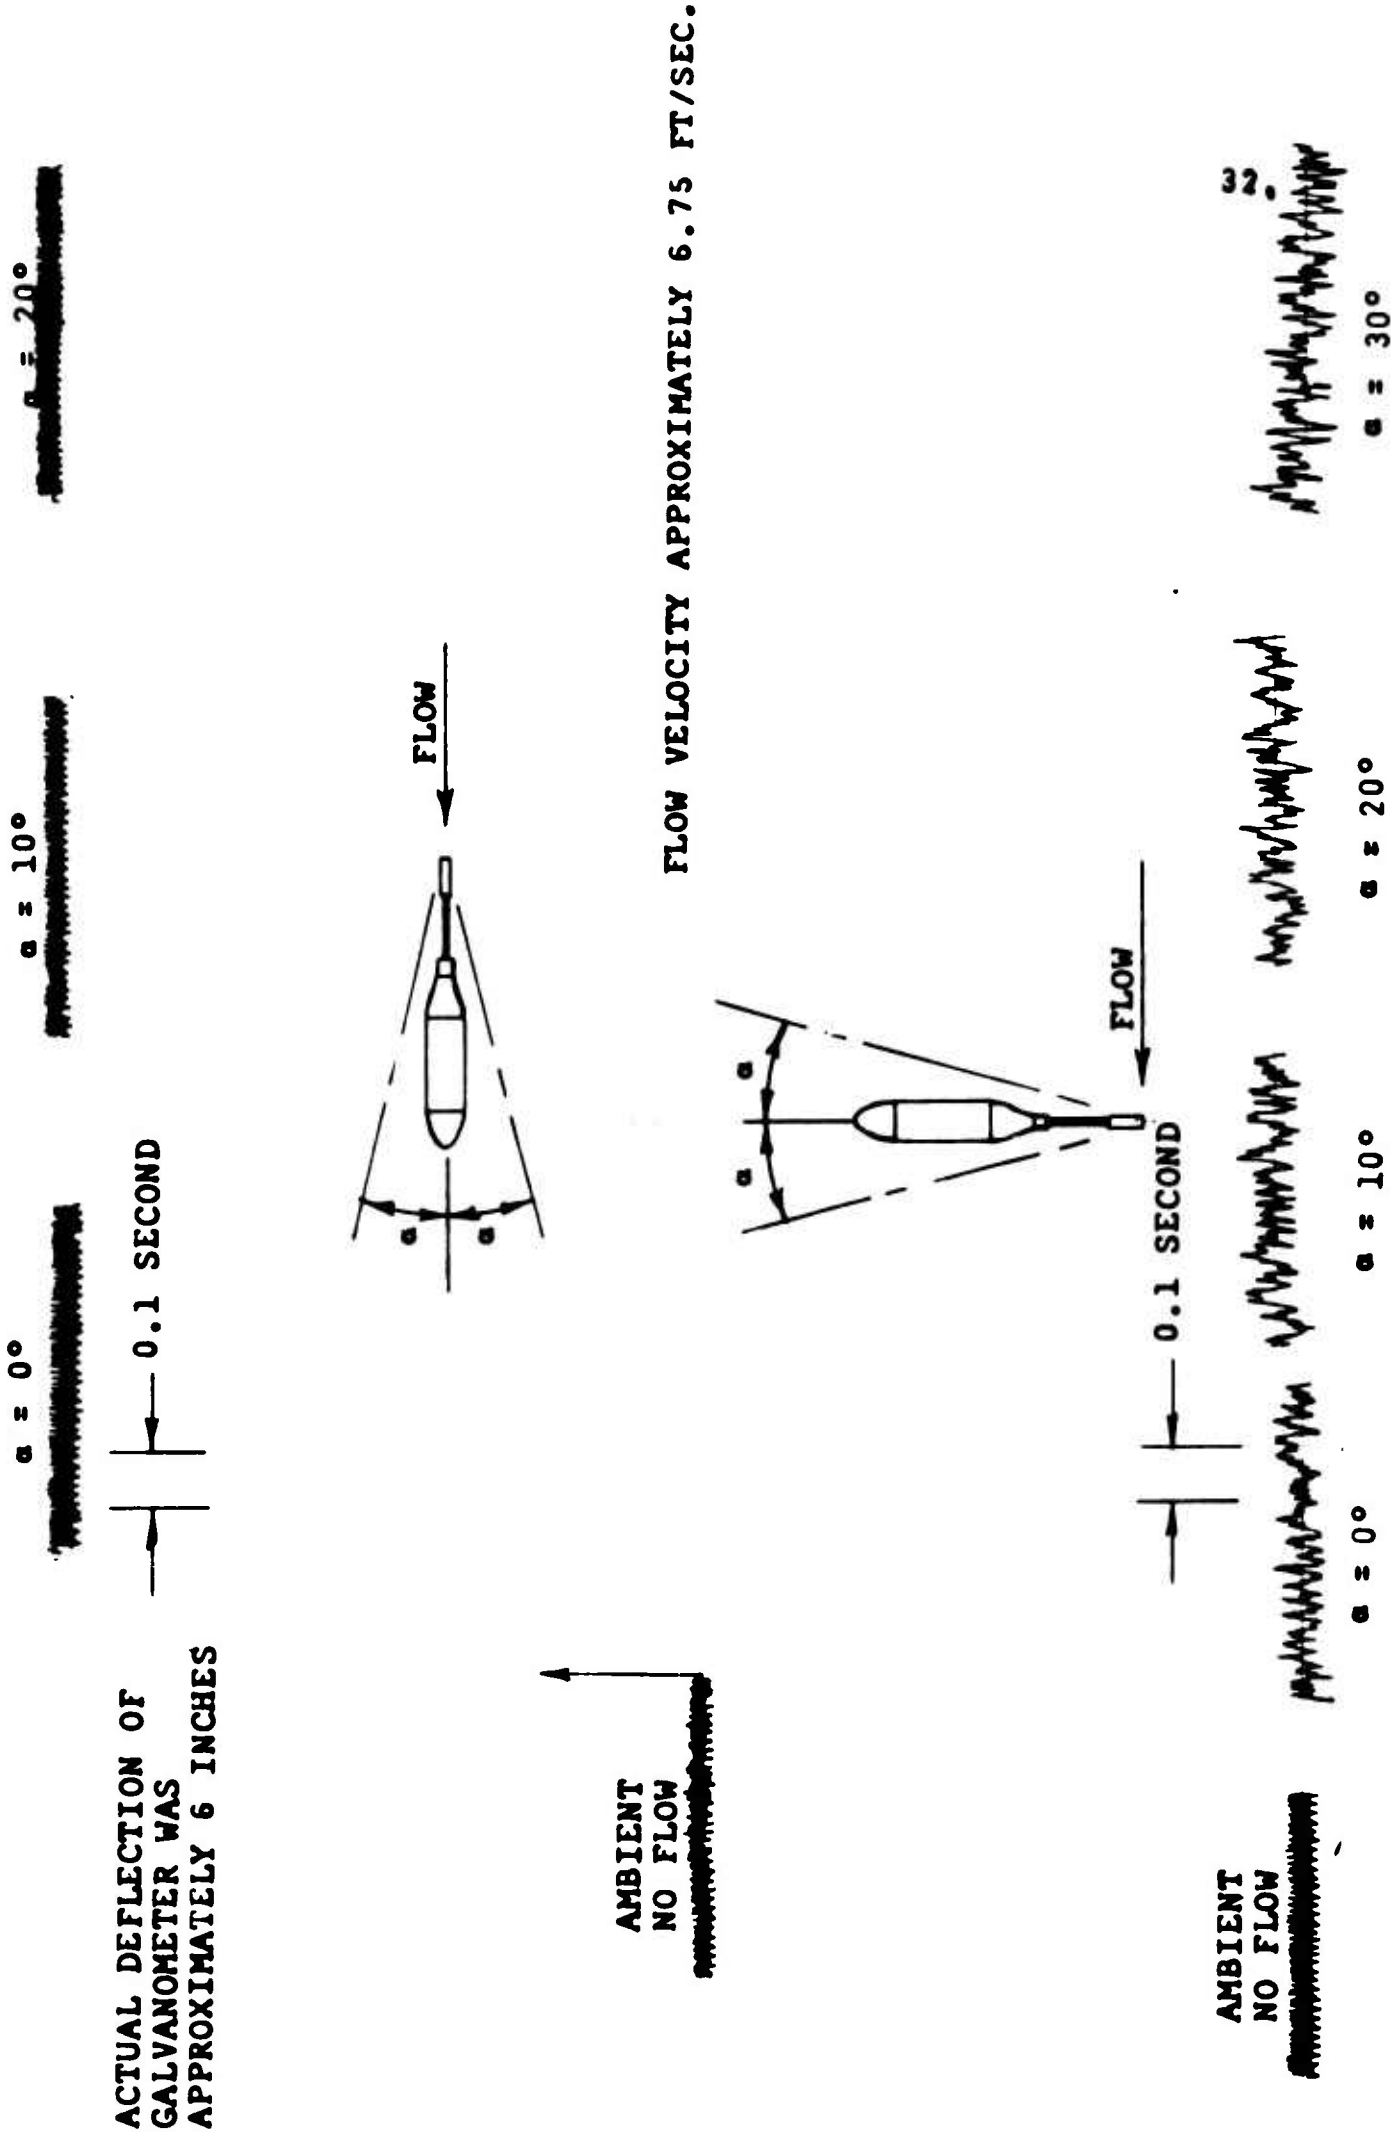 α = 0°
α = 10°
α = 20°
0.1 SECOND
ACTUAL DEFLECTION OF
GALVANOMETER WAS
APPROXIMATELY 6 INCHES
FLOW
α
α
AMBIENT
NO FLOW
FLOW VELOCITY APPROXIMATELY 6.75 FT/SEC.
α
α
FLOW
0.1 SECOND
AMBIENT
NO FLOW
32.
α = 0°
α = 10°
α = 20°
α = 30°